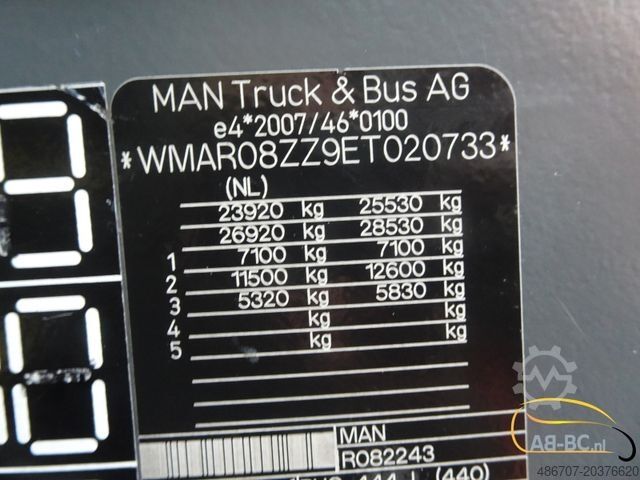 MAN Truck & Bus AG
e4*2007/46*0100
*WMAR08ZZ9ET020733*
(NL)
23920 kg 25530 kg
26920 kg 28530 kg
1 7100 kg 7100 kg
2 11500 kg 12600 kg
3 5320 kg 5830 kg
4 kg kg
5 kg kg
MAN
R082243
444 L (440)
AB-BC.nl
486707-20376620